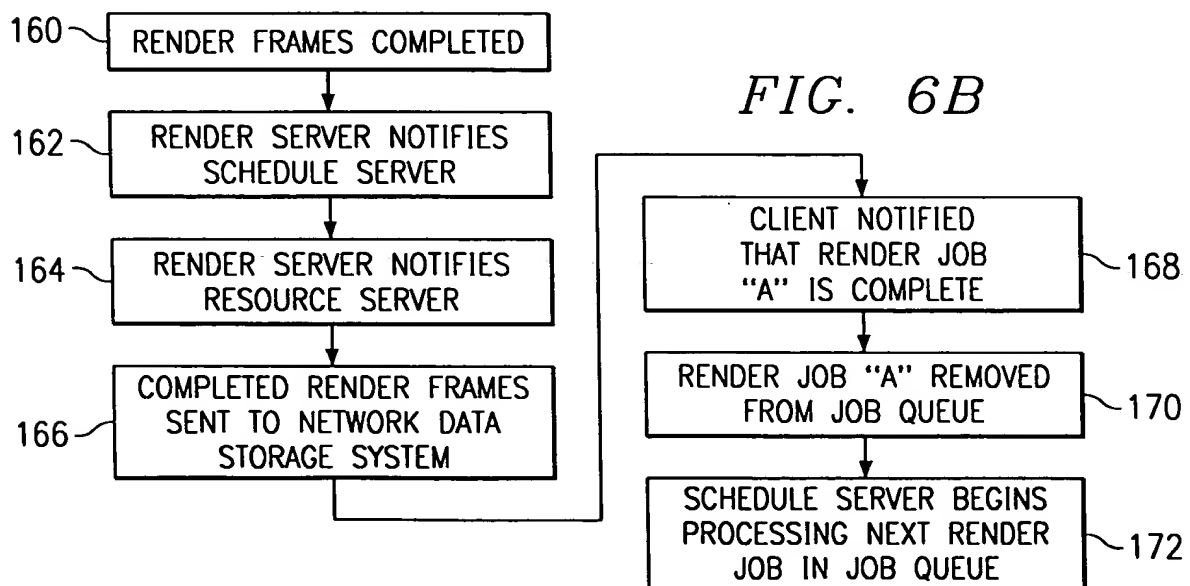 160
RENDER FRAMES COMPLETED
162
RENDER SERVER NOTIFIES
SCHEDULE SERVER
164
RENDER SERVER NOTIFIES
RESOURCE SERVER
166
COMPLETED RENDER FRAMES
SENT TO NETWORK DATA
STORAGE SYSTEM
FIG. 6B
CLIENT NOTIFIED
THAT RENDER JOB
“A” IS COMPLETE
168
RENDER JOB “A” REMOVED
FROM JOB QUEUE
170
SCHEDULE SERVER BEGINS
PROCESSING NEXT RENDER
JOB IN JOB QUEUE
172